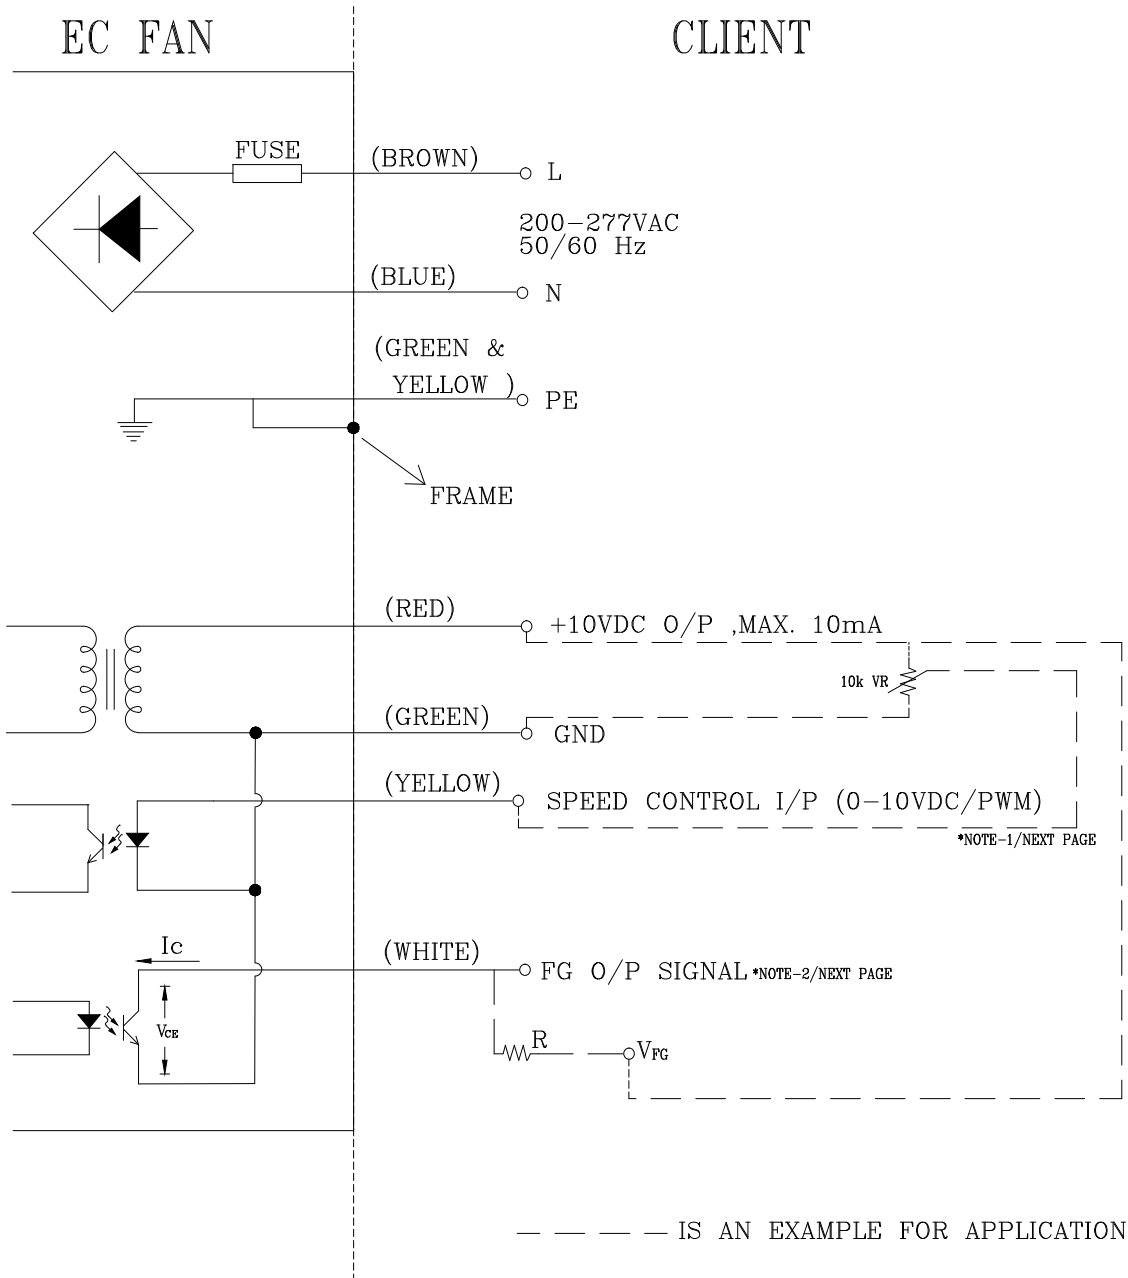 EC FAN
CLIENT
FUSE
(BROWN)
L
200-277VAC
50/60 Hz
(BLUE)
N
(GREEN &
YELLOW )
PE
FRAME
(RED)
+10VDC O/P ,MAX. 10mA
10k VR
(GREEN)
GND
(YELLOW)
SPEED CONTROL I/P (0-10VDC/PWM)
*NOTE-1/NEXT PAGE
Ic
(WHITE)
FG O/P SIGNAL *NOTE-2/NEXT PAGE
VCE
R
VFG
IS AN EXAMPLE FOR APPLICATION